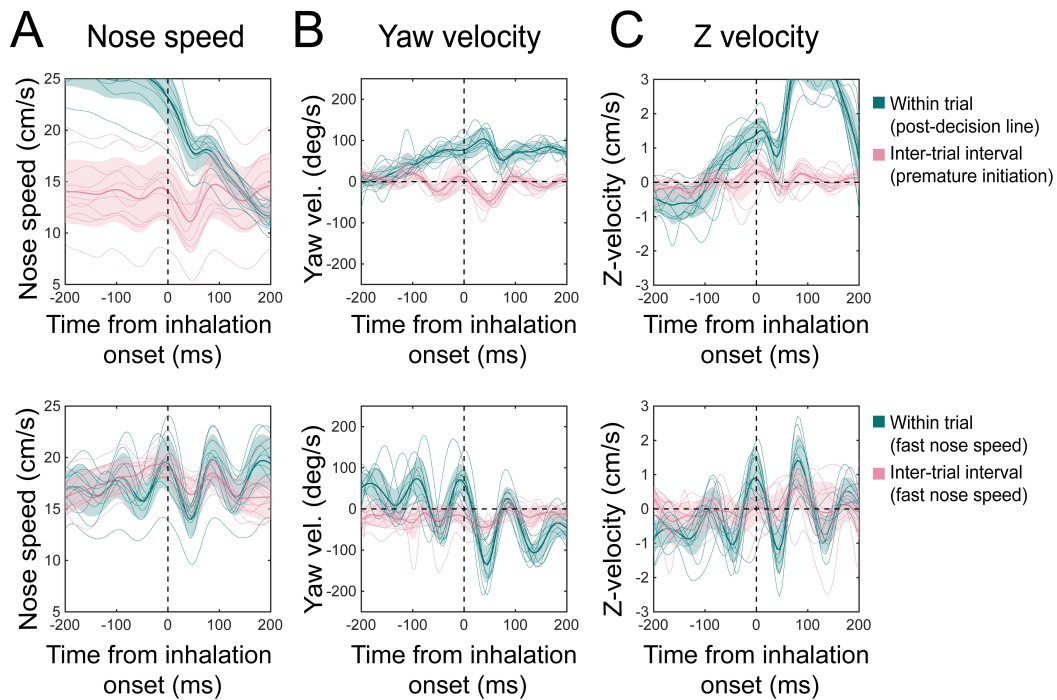 A Nose speed
B Yaw velocity
C Z velocity
Nose speed (cm/s)
25
20
15
10
5
-200 -100 0 100 200
Time from inhalation
onset (ms)
Yaw vel. (deg/s)
200
100
0
-100
-200
-200 -100 0 100 200
Time from inhalation
onset (ms)
Z-velocity (cm/s)
3
2
1
0
-1
-2
-3
-200 -100 0 100 200
Time from inhalation
onset (ms)
Within trial
(post-decision line)
Inter-trial interval
(premature initiation)
Nose speed (cm/s)
25
20
15
10
5
-200 -100 0 100 200
Time from inhalation
onset (ms)
Yaw vel. (deg/s)
200
100
0
-100
-200
-200 -100 0 100 200
Time from inhalation
onset (ms)
Z-velocity (cm/s)
3
2
1
0
-1
-2
-3
-200 -100 0 100 200
Time from inhalation
onset (ms)
Within trial
(fast nose speed)
Inter-trial interval
(fast nose speed)